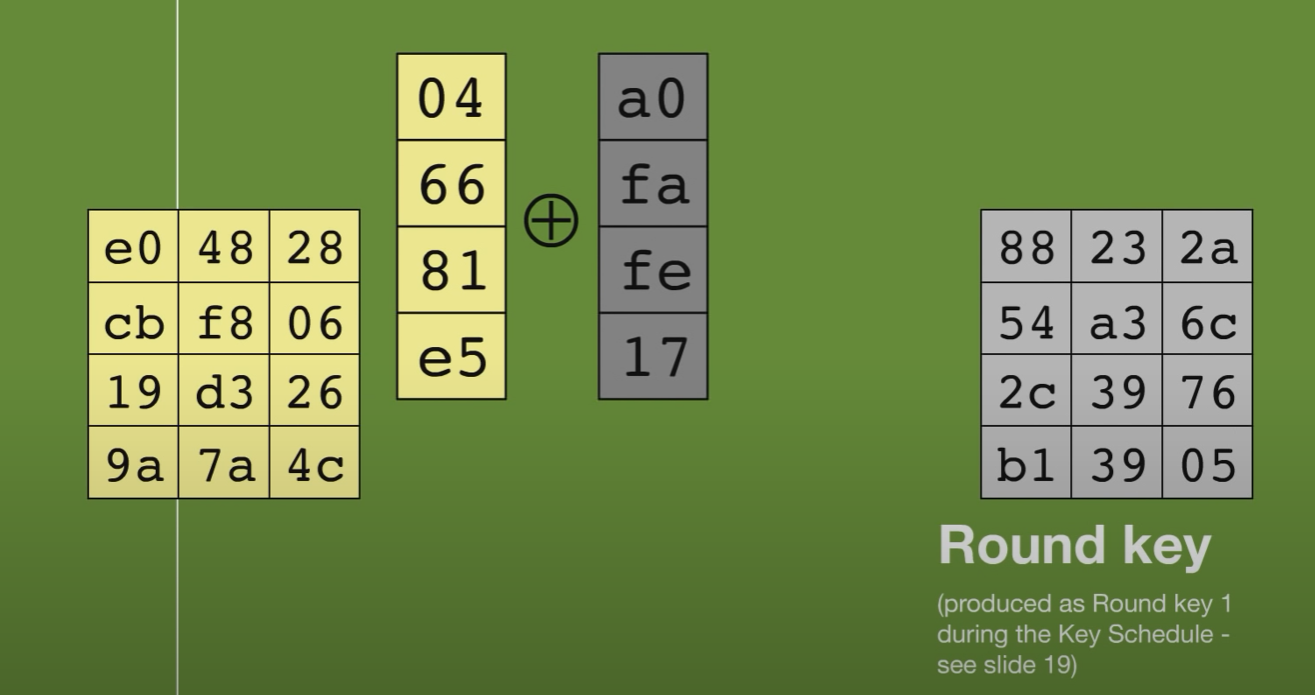 04
66
81
e5
⊕
a0
fa
fe
17
e0 48 28
cb f8 06
19 d3 26
9a 7a 4c
88 23 2a
54 a3 6c
2c 39 76
b1 39 05
Round key
(produced as Round key 1
during the Key Schedule -
see slide 19)